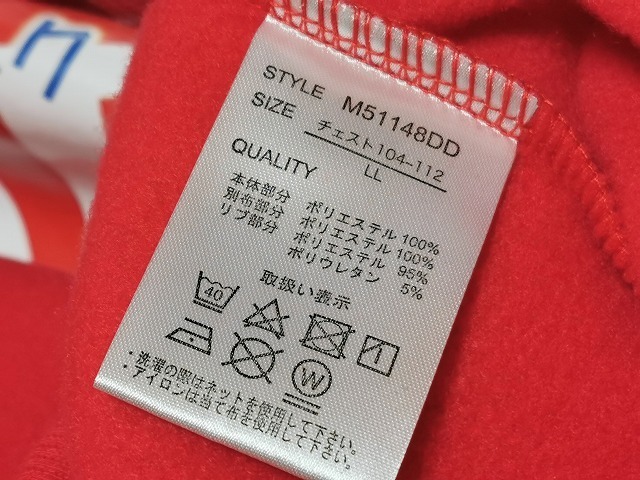 ク
STYLE M51148DD
SIZE チェスト104-112
LL
QUALITY
本体部分 ポリエステル 100%
別布部分 ポリエステル 100%
リブ部分 ポリエステル 95%
ポリウレタン 5%
取扱い表示
40
W
・洗濯の際はネットを使用して下さい。
・アイロンは当て布を使用して下さい。